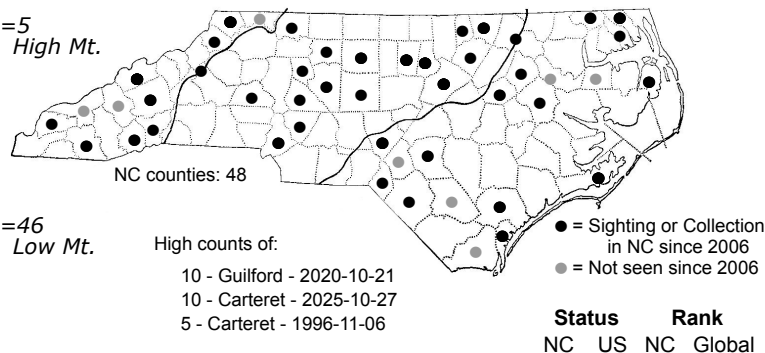 =5
High Mt.
NC counties: 48
=46
Low Mt.
High counts of:
10 - Guilford - 2020-10-21
10 - Carteret - 2025-10-27
5 - Carteret - 1996-11-06
= Sighting or Collection
in NC since 2006
= Not seen since 2006
Status Rank
NC US NC Global